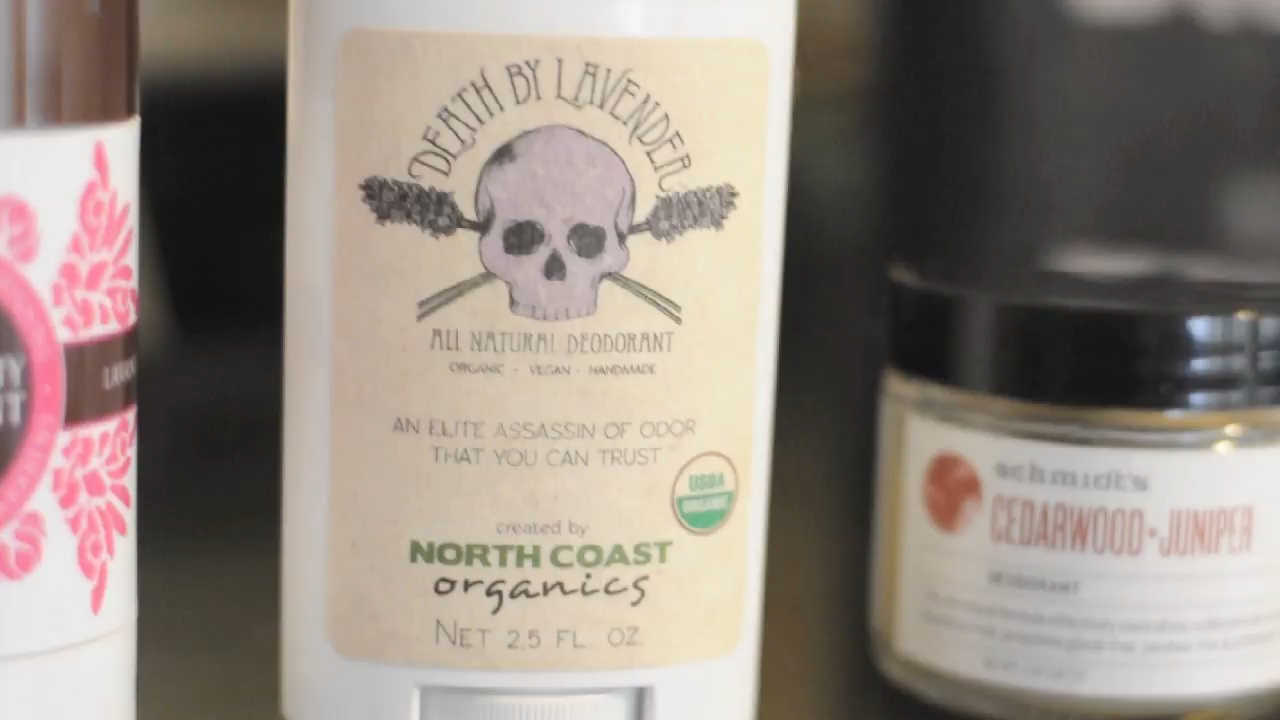 DEATH BY LAVENDER
ALL NATURAL DEODORANT
ORGANIC - VEGAN - HANDMADE
AN ELITE ASSASSIN OF ODOR
THAT YOU CAN TRUST
USDA
ORGANIC
created by
NORTH COAST
organics
NET 2.5 FL. OZ.
schmidt's
CEDARWOOD+JUNIPER
DEODORANT